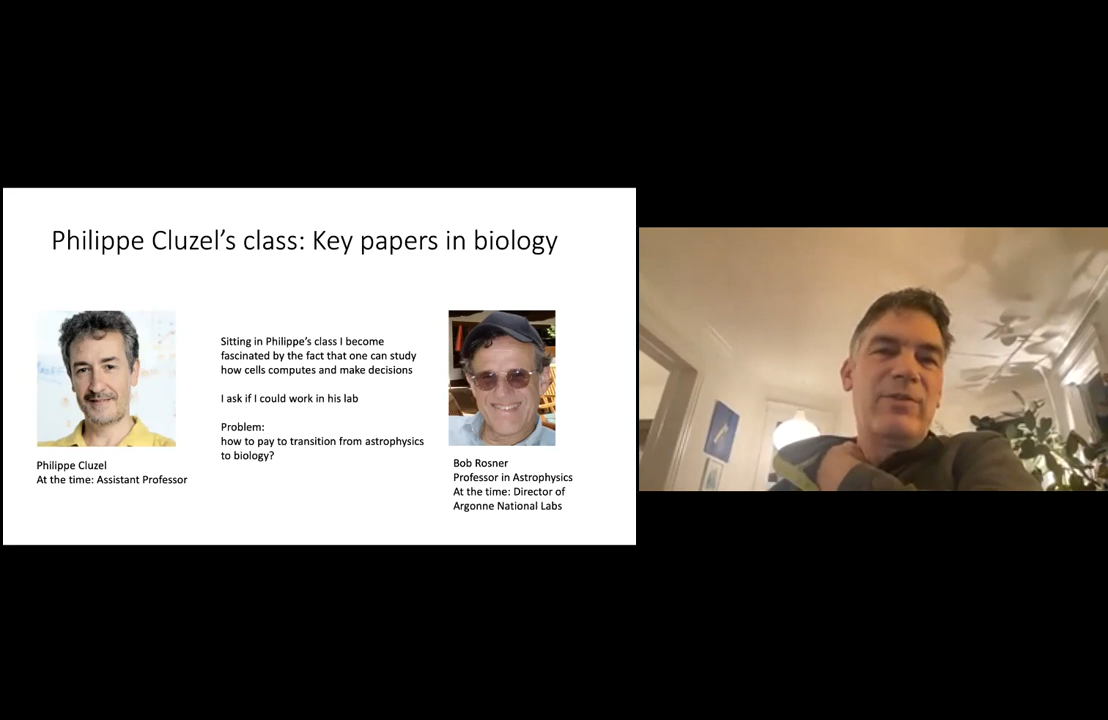 Philippe Cluzel’s class: Key papers in biology
Sitting in Philippe’s class I become
fascinated by the fact that one can study
how cells computes and make decisions
I ask if I could work in his lab
Problem:
how to pay to transition from astrophysics
to biology?
Philippe Cluzel
At the time: Assistant Professor
Bob Rosner
Professor in Astrophysics
At the time: Director of
Argonne National Labs